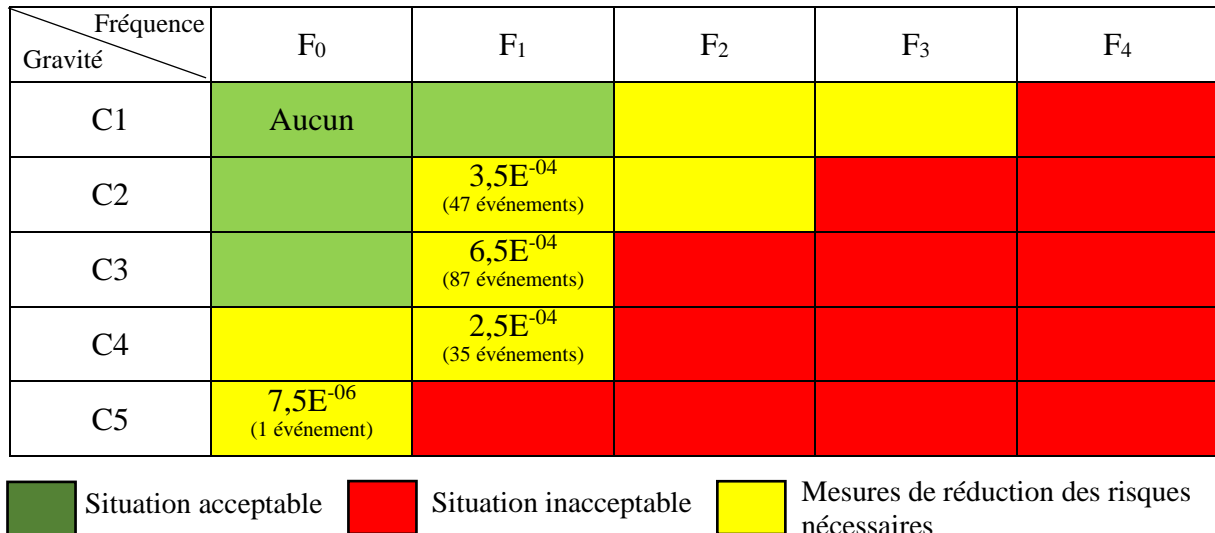 Fréquence
Gravité
F₀ F₁ F₂ F₃ F₄
C1 Aucun
C2 3,5E⁻⁰⁴
(47 événements)
C3 6,5E⁻⁰⁴
(87 événements)
C4 2,5E⁻⁰⁴
(35 événements)
C5 7,5E⁻⁰⁶
(1 événement)
Situation acceptable Situation inacceptable Mesures de réduction des risques
nécessaires